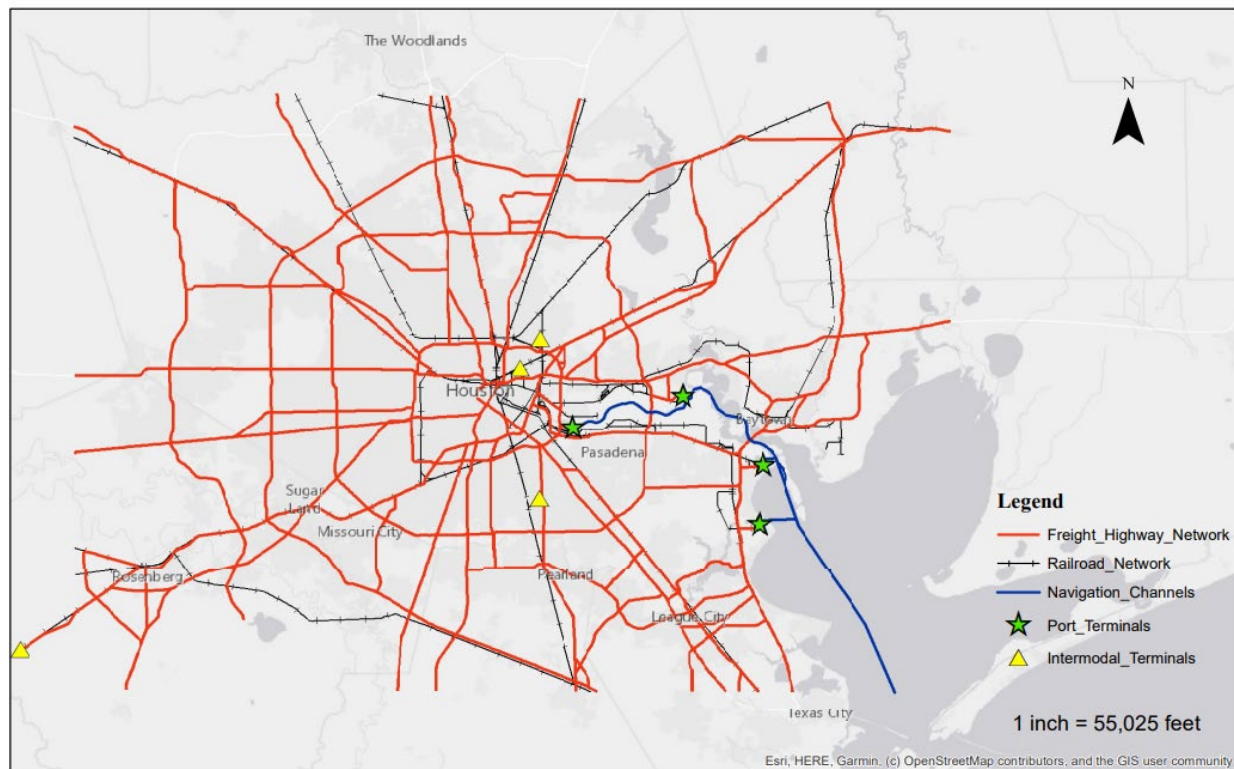 The Woodlands
N
Houston
Baytown
Pasadena
Sugar
Land
Missouri City
Legend
Freight_Highway_Network
Railroad_Network
Navigation_Channels
Port_Terminals
Intermodal_Terminals
Rosenberg
Pearland
League City
Texas City
1 inch = 55,025 feet
Esri, HERE, Garmin, (c) OpenStreetMap contributors, and the GIS user community